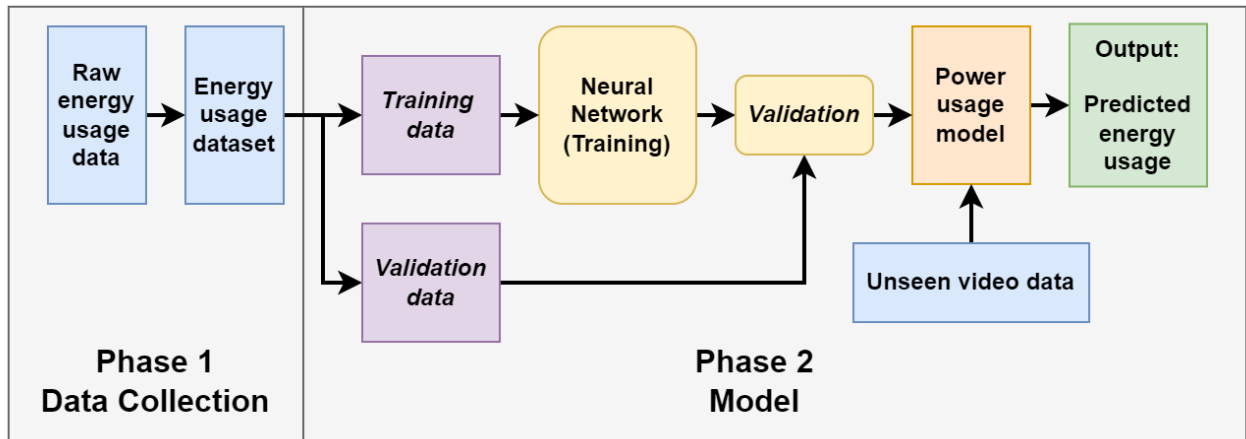 Raw
energy
usage
data
Energy
usage
dataset
Training
data
Validation
data
Neural
Network
(Training)
Validation
Power
usage
model
Output:
Predicted
energy
usage
Unseen video data
Phase 1
Data Collection
Phase 2
Model